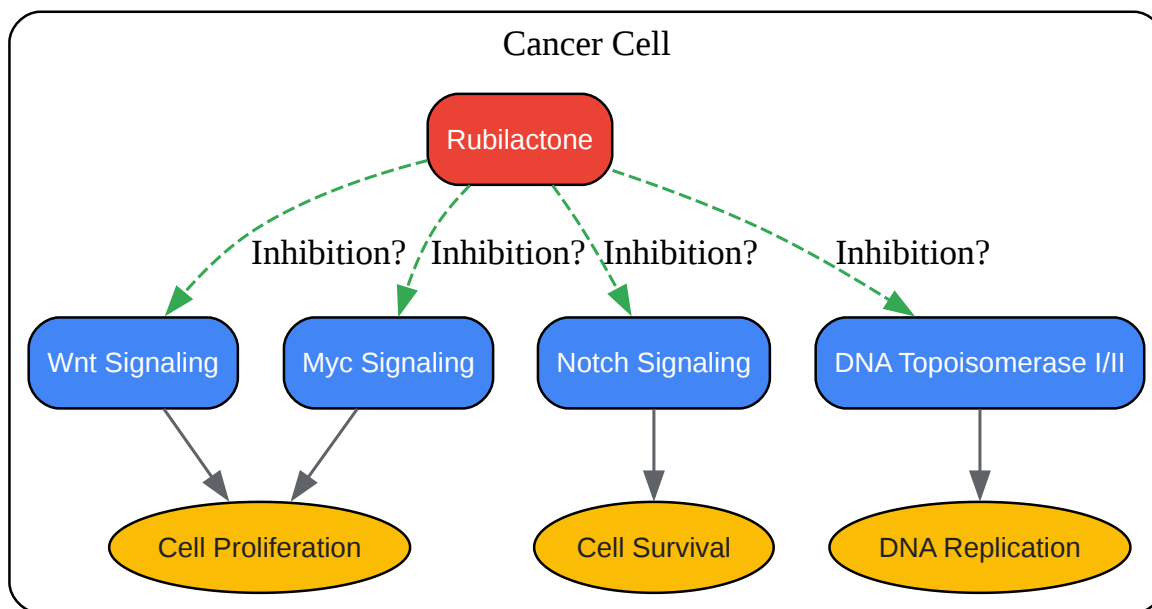 Cancer Cell
Rubilactone
Inhibition? Inhibition? Inhibition? Inhibition?
Wnt Signaling Myc Signaling Notch Signaling DNA Topoisomerase I/II
Cell Proliferation Cell Survival DNA Replication